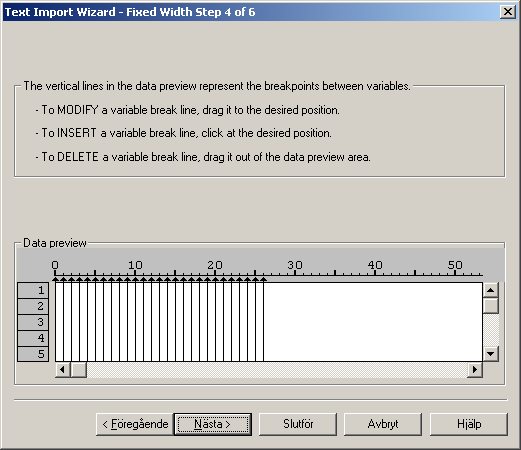 Text Import Wizard - Fixed Width Step 4 of 6
The vertical lines in the data preview represent the breakpoints between variables.
- To MODIFY a variable break line, drag it to the desired position.
- To INSERT a variable break line, click at the desired position.
- To DELETE a variable break line, drag it out of the data preview area.
Data preview
0 10 20 30 40 50
1
2
3
4
5
< Föregående Nästa > Slutför Avbryt Hjälp